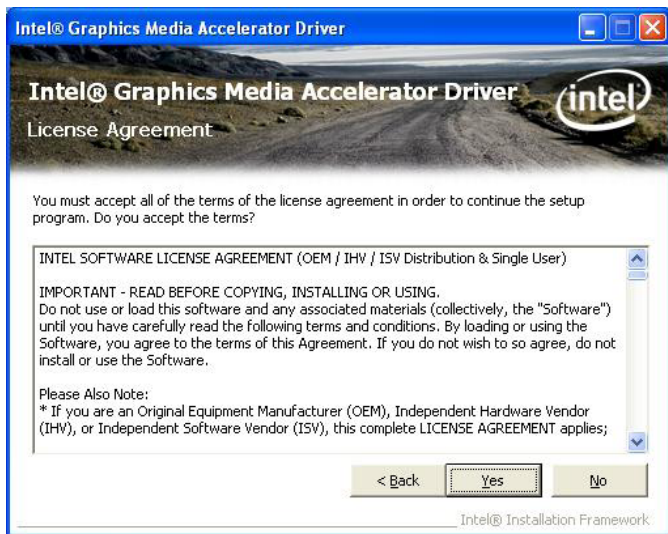 Intel® Graphics Media Accelerator Driver
Intel® Graphics Media Accelerator Driver
intel
License Agreement
You must accept all of the terms of the license agreement in order to continue the setup
program. Do you accept the terms?
INTEL SOFTWARE LICENSE AGREEMENT (OEM / IHV / ISV Distribution & Single User)
IMPORTANT - READ BEFORE COPYING, INSTALLING OR USING.
Do not use or load this software and any associated materials (collectively, the "Software")
until you have carefully read the following terms and conditions. By loading or using the
Software, you agree to the terms of this Agreement. If you do not wish to so agree, do not
install or use the Software.
Please Also Note:
* If you are an Original Equipment Manufacturer (OEM), Independent Hardware Vendor
(IHV), or Independent Software Vendor (ISV), this complete LICENSE AGREEMENT applies;
< Back Yes No
Intel® Installation Framework